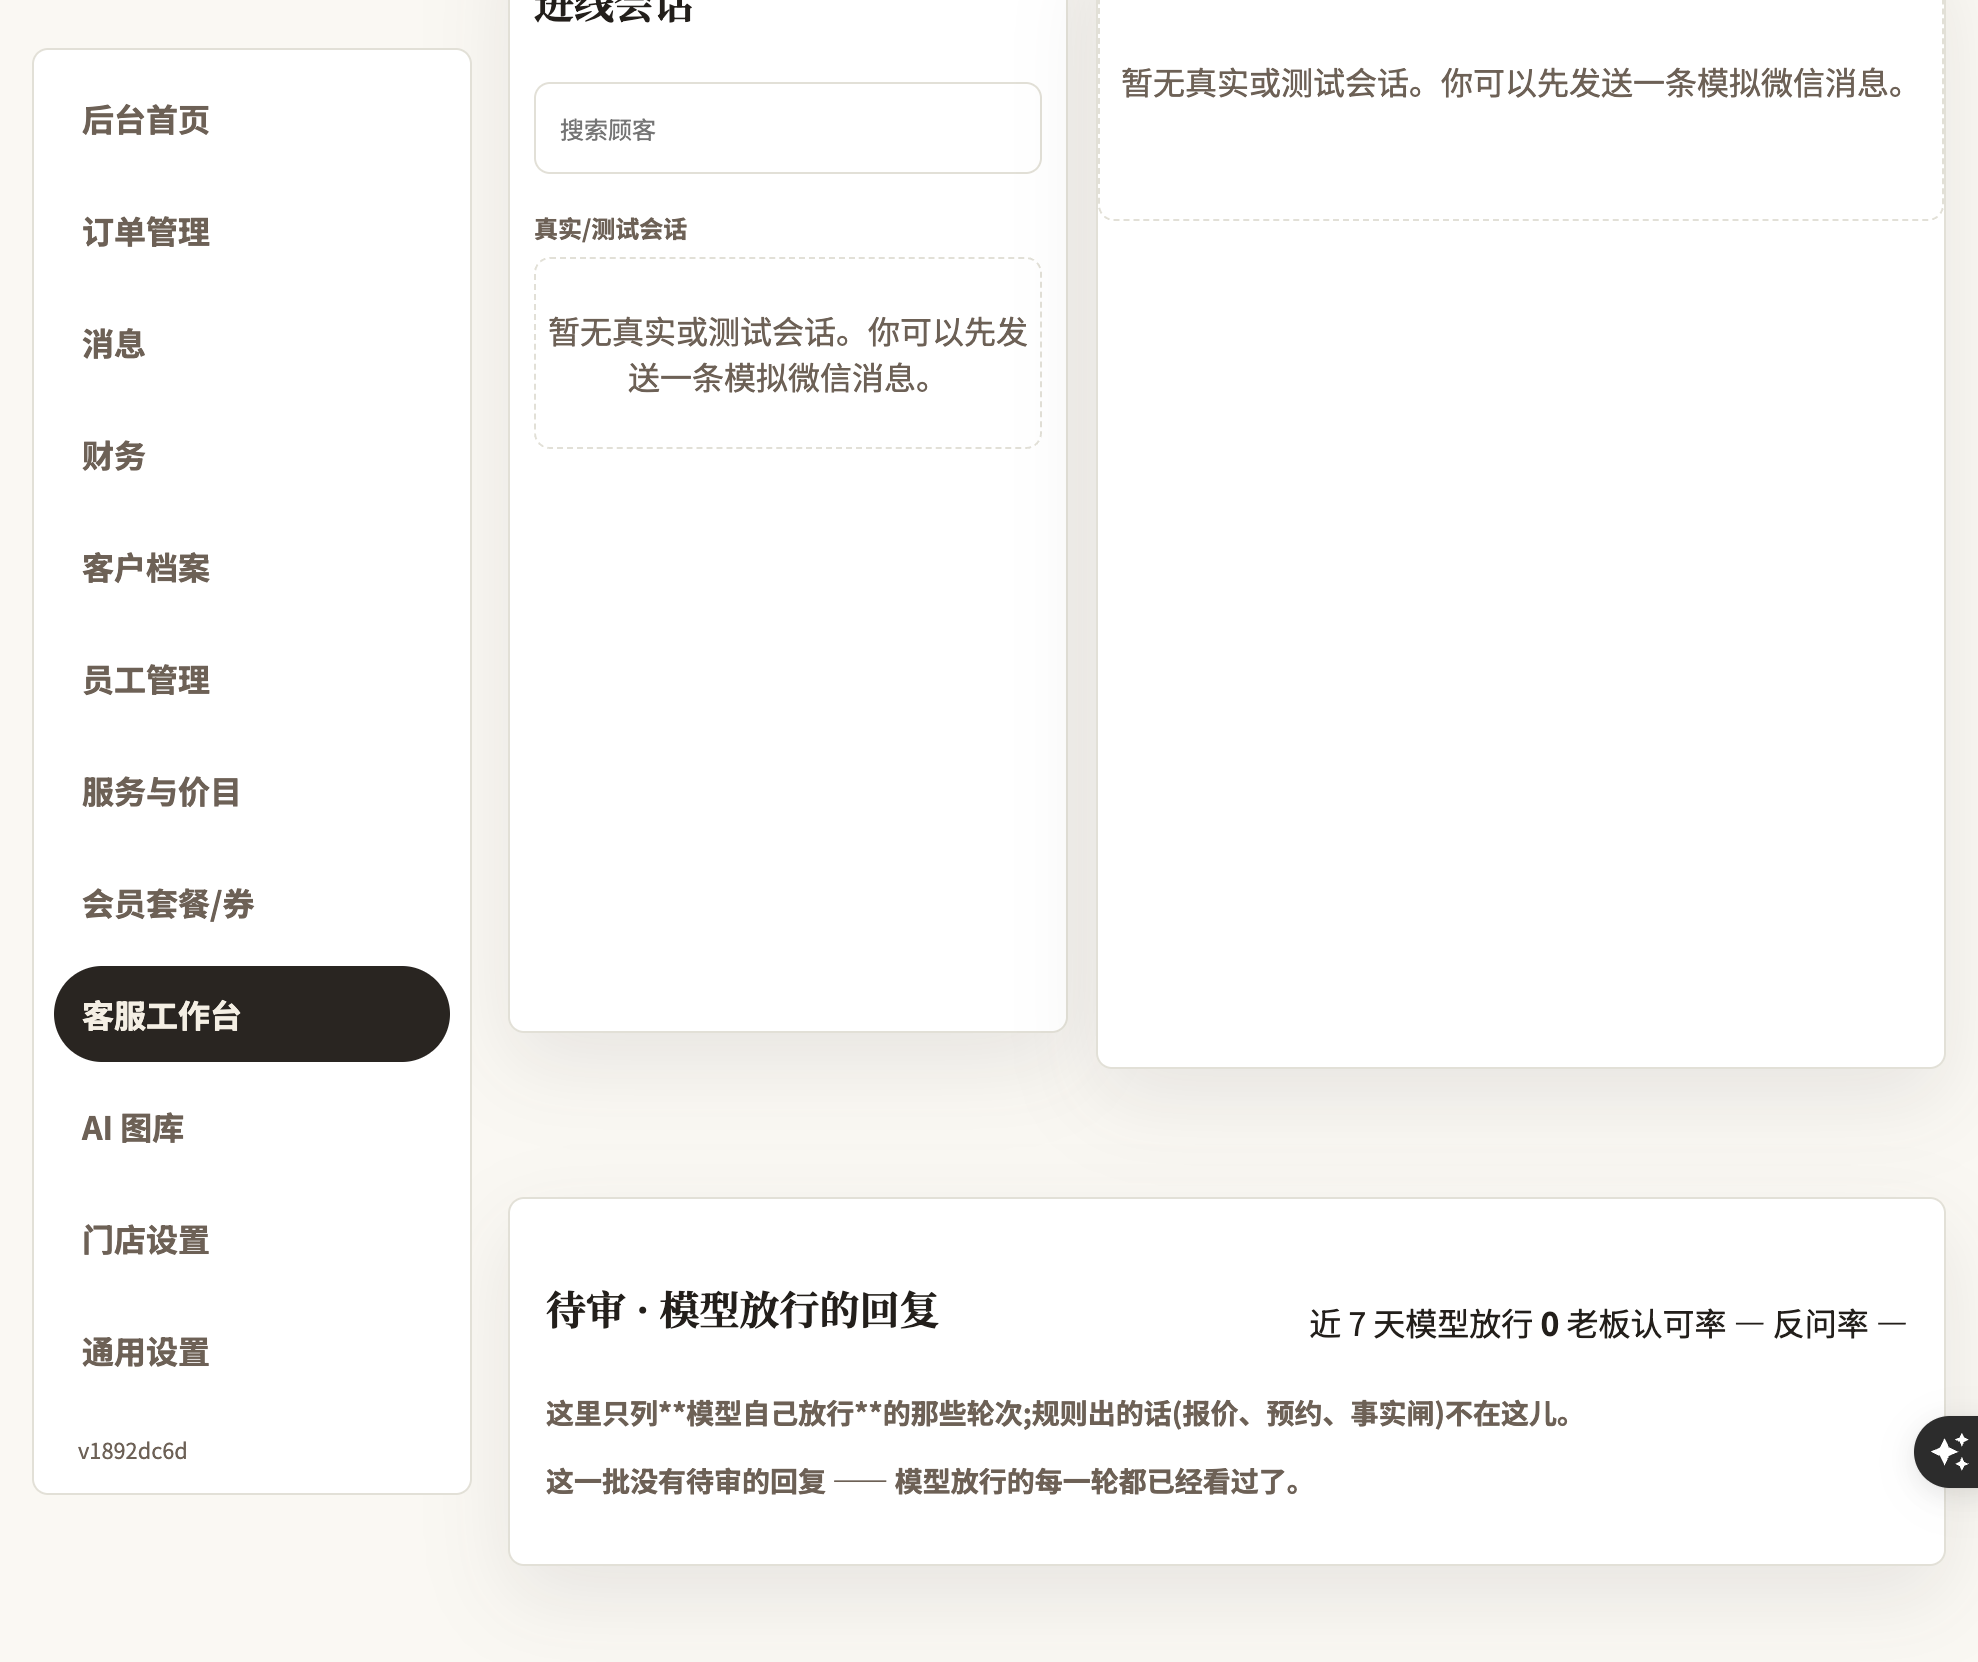 后台首页
订单管理
消息
财务
客户档案
员工管理
服务与价目
会员套餐/券
客服工作台
AI 图库
门店设置
通用设置
v1892dc6d
进线会话
搜索顾客
真实/测试会话
暂无真实或测试会话。你可以先发
送一条模拟微信消息。
暂无真实或测试会话。你可以先发送一条模拟微信消息。
待审 · 模型放行的回复
近 7 天模型放行 0 老板认可率 — 反问率 —
这里只列**模型自己放行**的那些轮次;规则出的话(报价、预约、事实闸)不在这儿。
这一批没有待审的回复 —— 模型放行的每一轮都已经看过了。